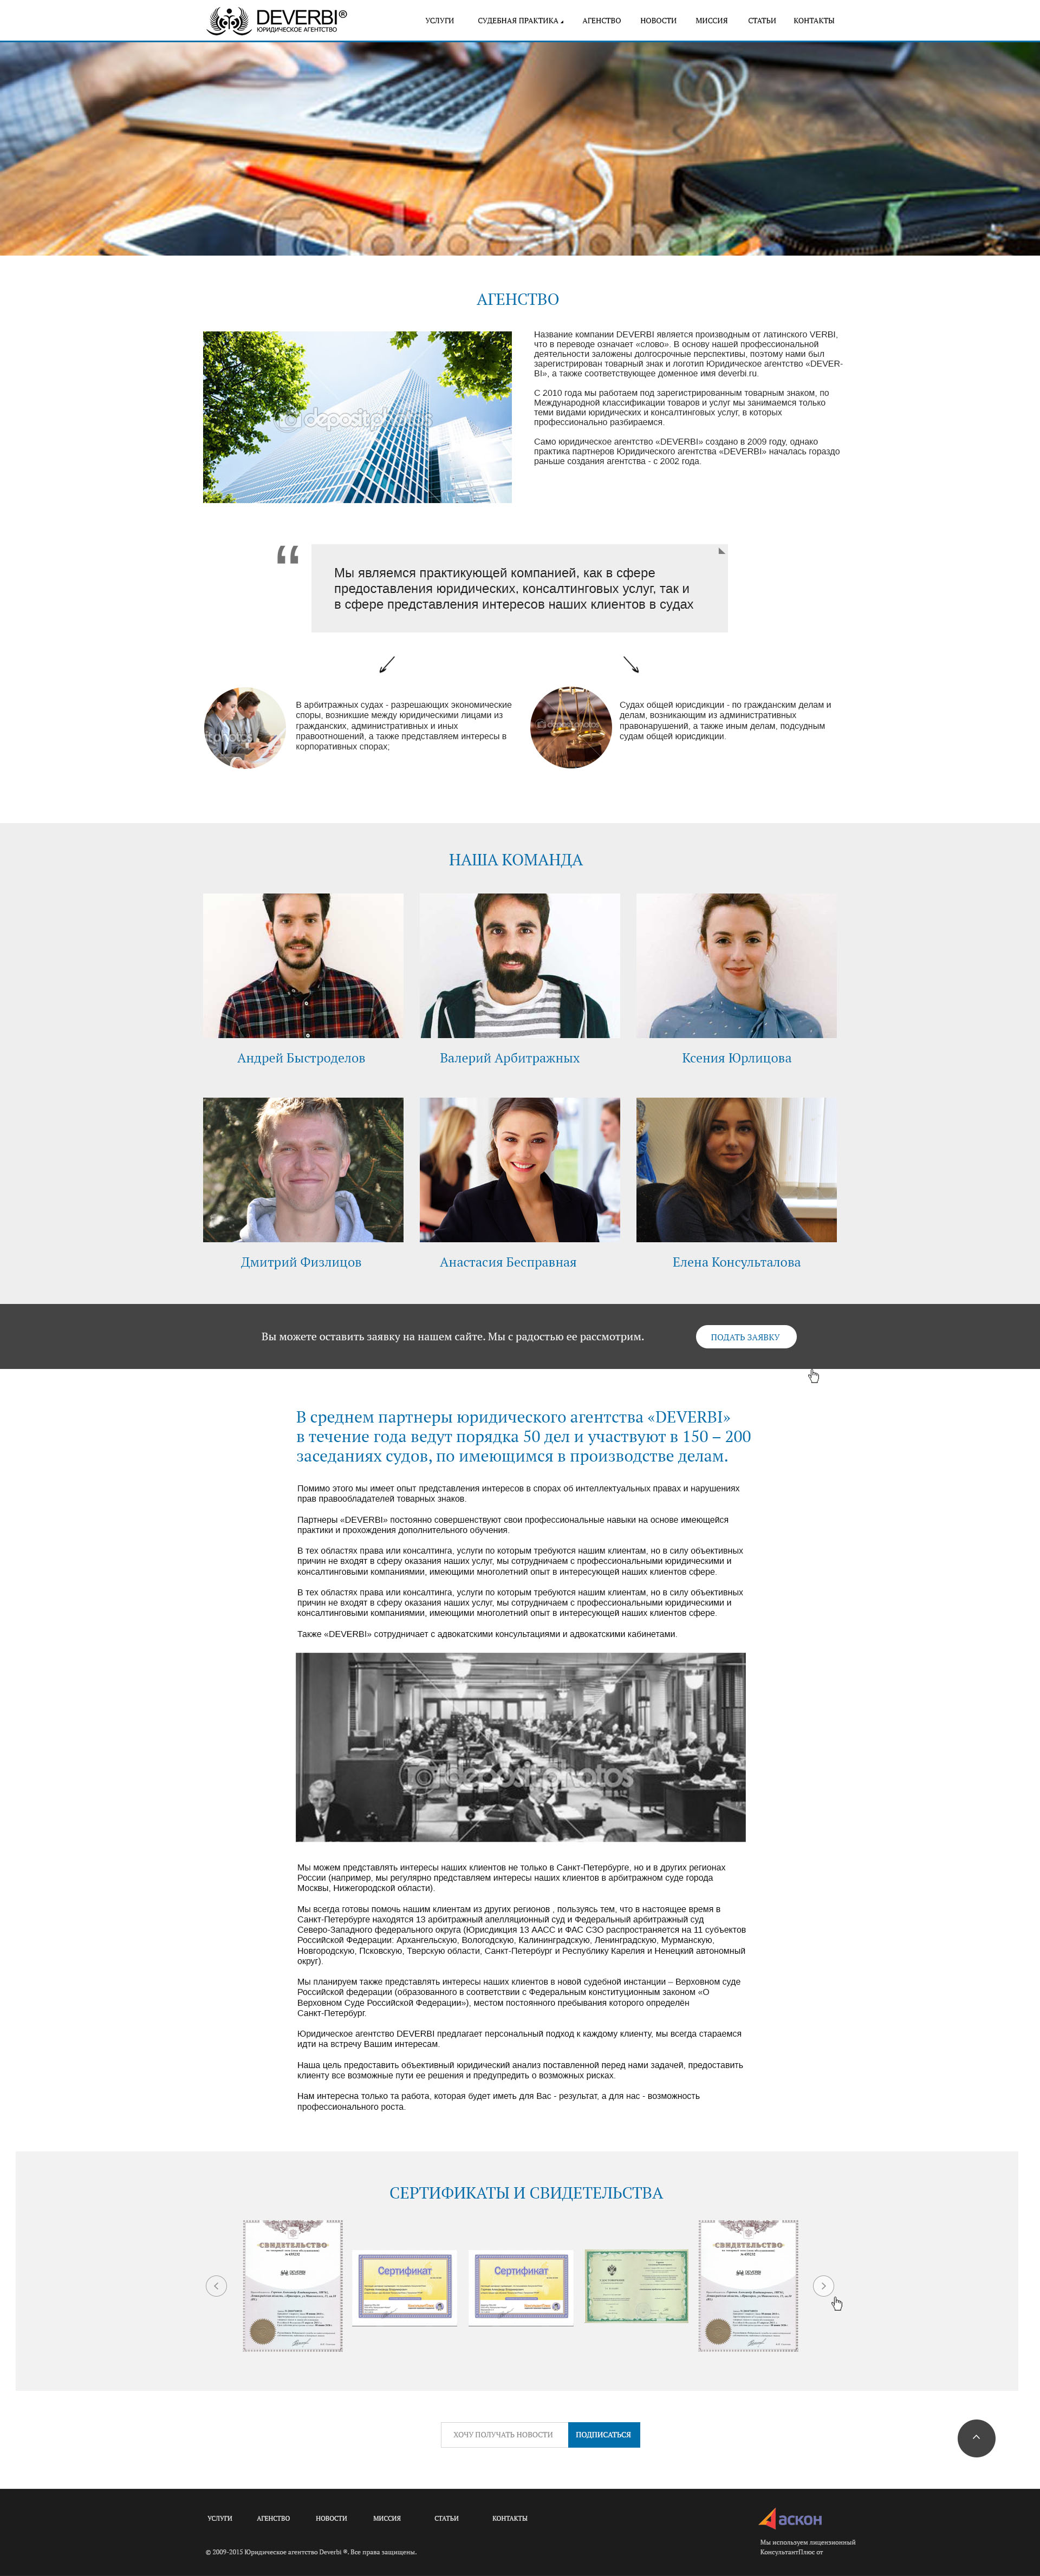 DEVERBI®
ЮРИДИЧЕСКОЕ АГЕНТСТВО
УСЛУГИ СУДЕБНАЯ ПРАКТИКА АГЕНСТВО НОВОСТИ МИССИЯ СТАТЬИ КОНТАКТЫ
depositphotos
АГЕНСТВО
depositphotos
Название компании DEVERBI является производным от латинского VERBI,
что в переводе означает «слово». В основу нашей профессиональной
деятельности заложены долгосрочные перспективы, поэтому нами был
зарегистрирован товарный знак и логотип Юридическое агентство «DEVER-
BI», а также соответствующее доменное имя deverbi.ru.
С 2010 года мы работаем под зарегистрированным товарным знаком, по
Международной классификации товаров и услуг мы занимаемся только
теми видами юридических и консалтинговых услуг, в которых
профессионально разбираемся.
Само юридическое агентство «DEVERBI» создано в 2009 году, однако
практика партнеров Юридического агентства «DEVERBI» началась гораздо
раньше создания агентства - с 2002 года.
“
Мы являемся практикующей компанией, как в сфере
предоставления юридических, консалтинговых услуг, так и
в сфере представления интересов наших клиентов в судах
В арбитражных судах - разрешающих экономические
споры, возникшие между юридическими лицами из
гражданских, административных и иных
правоотношений, а также представляем интересы в
корпоративных спорах;
Судах общей юрисдикции - по гражданским делам и
делам, возникающим из административных
правонарушений, а также иным делам, подсудным
судам общей юрисдикции.
НАША КОМАНДА
Андрей Быстроделов
Валерий Арбитражных
Ксения Юрлицова
Дмитрий Физлицов
Анастасия Бесправная
Елена Консульталова
Вы можете оставить заявку на нашем сайте. Мы с радостью ее рассмотрим.
ПОДАТЬ ЗАЯВКУ
В среднем партнеры юридического агентства «DEVERBI»
в течение года ведут порядка 50 дел и участвуют в 150 – 200
заседаниях судов, по имеющимся в производстве делам.
Помимо этого мы имеет опыт представления интересов в спорах об интеллектуальных правах и нарушениях
прав правообладателей товарных знаков.
Партнеры «DEVERBI» постоянно совершенствуют свои профессиональные навыки на основе имеющейся
практики и прохождения дополнительного обучения.
В тех областях права или консалтинга, услуги по которым требуются нашим клиентам, но в силу объективных
причин не входят в сферу оказания наших услуг, мы сотрудничаем с профессиональными юридическими и
консалтинговыми компаниями, имеющими многолетний опыт в интересующей наших клиентов сфере.
В тех областях права или консалтинга, услуги по которым требуются нашим клиентам, но в силу объективных
причин не входят в сферу оказания наших услуг, мы сотрудничаем с профессиональными юридическими и
консалтинговыми компаниями, имеющими многолетний опыт в интересующей наших клиентов сфере.
Также «DEVERBI» сотрудничает с адвокатскими консультациями и адвокатскими кабинетами.
depositphotos
Мы можем представлять интересы наших клиентов не только в Санкт-Петербурге, но и в других регионах
России (например, мы регулярно представляем интересы наших клиентов в арбитражном суде города
Москвы, Нижегородской области).
Мы всегда готовы помочь нашим клиентам из других регионов , пользуясь тем, что в настоящее время в
Санкт-Петербурге находятся 13 арбитражный апелляционный суд и Федеральный арбитражный суд
Северо-Западного федерального округа (Юрисдикция 13 ААСС и ФАС СЗО распространяется на 11 субъектов
Российской Федерации: Архангельскую, Вологодскую, Калининградскую, Ленинградскую, Мурманскую,
Новгородскую, Псковскую, Тверскую области, Санкт-Петербург и Республику Карелия и Ненецкий автономный
округ).
Мы планируем также представлять интересы наших клиентов в новой судебной инстанции – Верховном суде
Российской федерации (образованного в соответствии с Федеральным конституционным законом «О
Верховном Суде Российской Федерации»), местом постоянного пребывания которого определён
Санкт-Петербург.
Юридическое агентство DEVERBI предлагает персональный подход к каждому клиенту, мы всегда стараемся
идти на встречу Вашим интересам.
Наша цель предоставить объективный юридический анализ поставленной перед нами задачей, предоставить
клиенту все возможные пути ее решения и предупредить о возможных рисках.
Нам интересна только та работа, которая будет иметь для Вас - результат, а для нас - возможность
профессионального роста.
СЕРТИФИКАТЫ И СВИДЕТЕЛЬСТВА
СВИДЕТЕЛЬСТВО
DEVERBI
Сертификат
Сертификат
СВИДЕТЕЛЬСТВО
DEVERBI
ХОЧУ ПОЛУЧАТЬ НОВОСТИ
ПОДПИСАТЬСЯ
УСЛУГИ АГЕНСТВО НОВОСТИ МИССИЯ СТАТЬИ КОНТАКТЫ
аскон
© 2009-2015 Юридическое агентство Deverbi ®. Все права защищены.
Мы используем лицензионный
КонсультантПлюс от